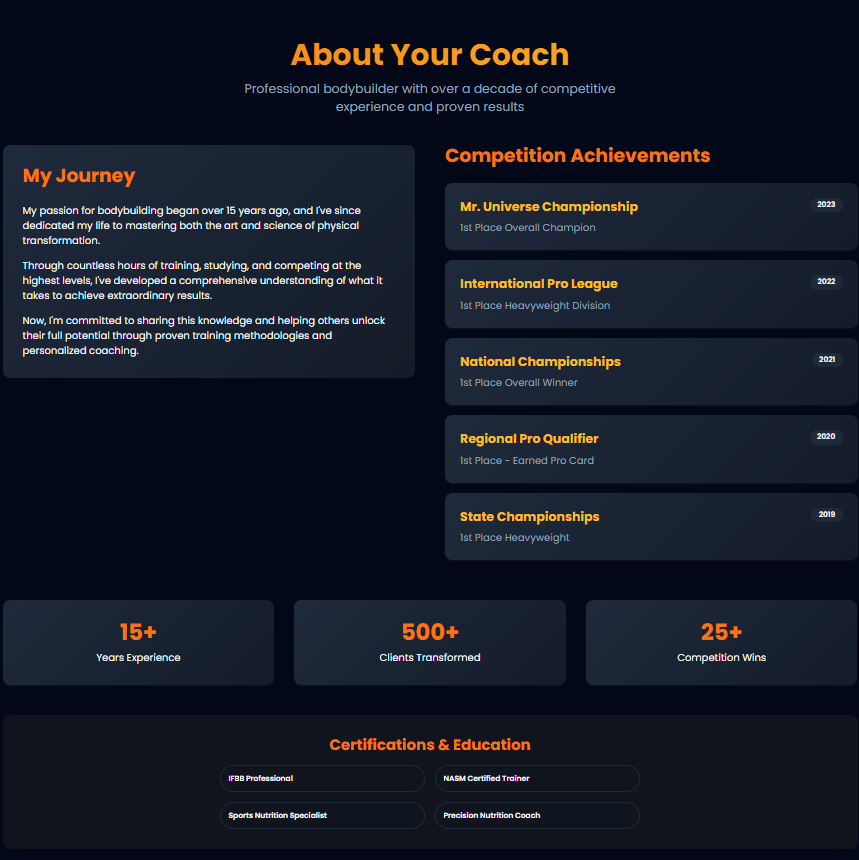 About Your Coach
Professional bodybuilder with over a decade of competitive
experience and proven results
My Journey
My passion for bodybuilding began over 15 years ago, and I've since
dedicated my life to mastering both the art and science of physical
transformation.
Through countless hours of training, studying, and competing at the
highest levels, I've developed a comprehensive understanding of what it
takes to achieve extraordinary results.
Now, I'm committed to sharing this knowledge and helping others unlock
their full potential through proven training methodologies and
personalized coaching.
Competition Achievements
Mr. Universe Championship
2023
1st Place Overall Champion
International Pro League
2022
1st Place Heavyweight Division
National Championships
2021
1st Place Overall Winner
Regional Pro Qualifier
2020
1st Place - Earned Pro Card
State Championships
2019
1st Place Heavyweight
15+
Years Experience
500+
Clients Transformed
25+
Competition Wins
Certifications & Education
IFBB Professional
NASM Certified Trainer
Sports Nutrition Specialist
Precision Nutrition Coach